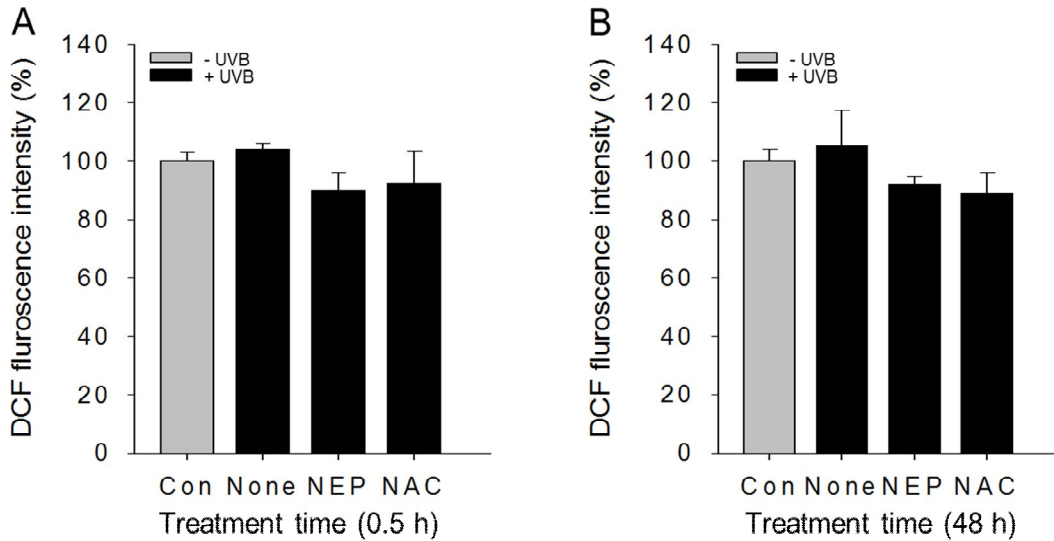 A
DCF fluroscence intensity (%)
140
120
100
80
60
40
20
0
- UVB
+ UVB
Con None NEP NAC
Treatment time (0.5 h)
B
DCF fluroscence intensity (%)
140
120
100
80
60
40
20
0
- UVB
+ UVB
Con None NEP NAC
Treatment time (48 h)